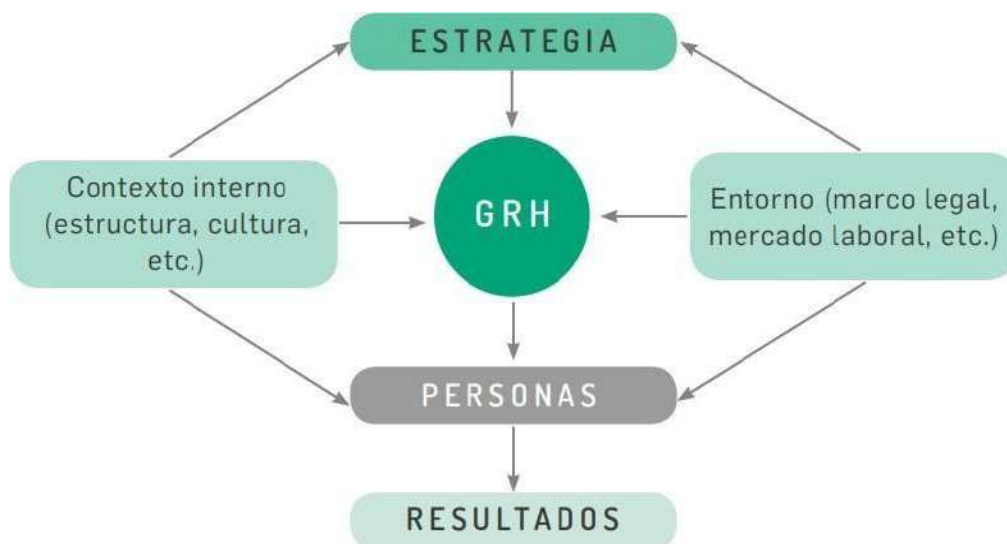 ESTRATEGIA
Contexto interno
(estructura, cultura,
etc.)
GRH
Entorno (marco legal,
mercado laboral, etc.)
PERSONAS
RESULTADOS